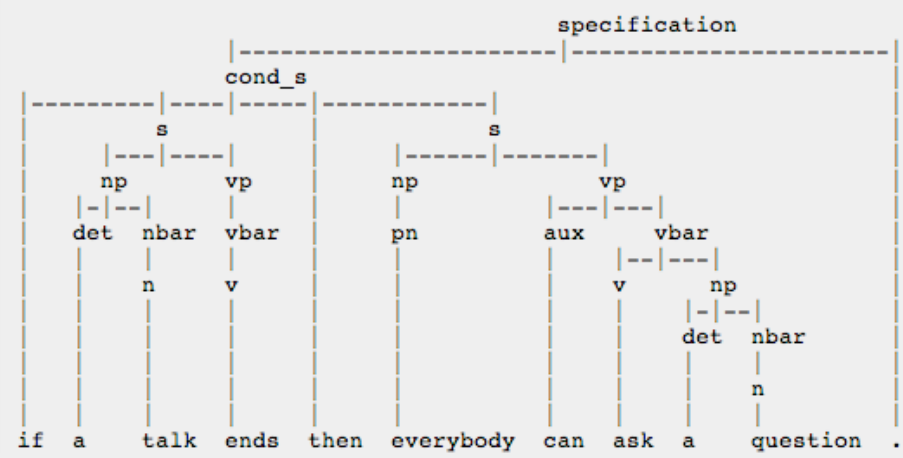 specification
cond_s
s s
np vp np vp
det nbar vbar pn aux vbar
n v v np
det nbar
n
if a talk ends then everybody can ask a question .